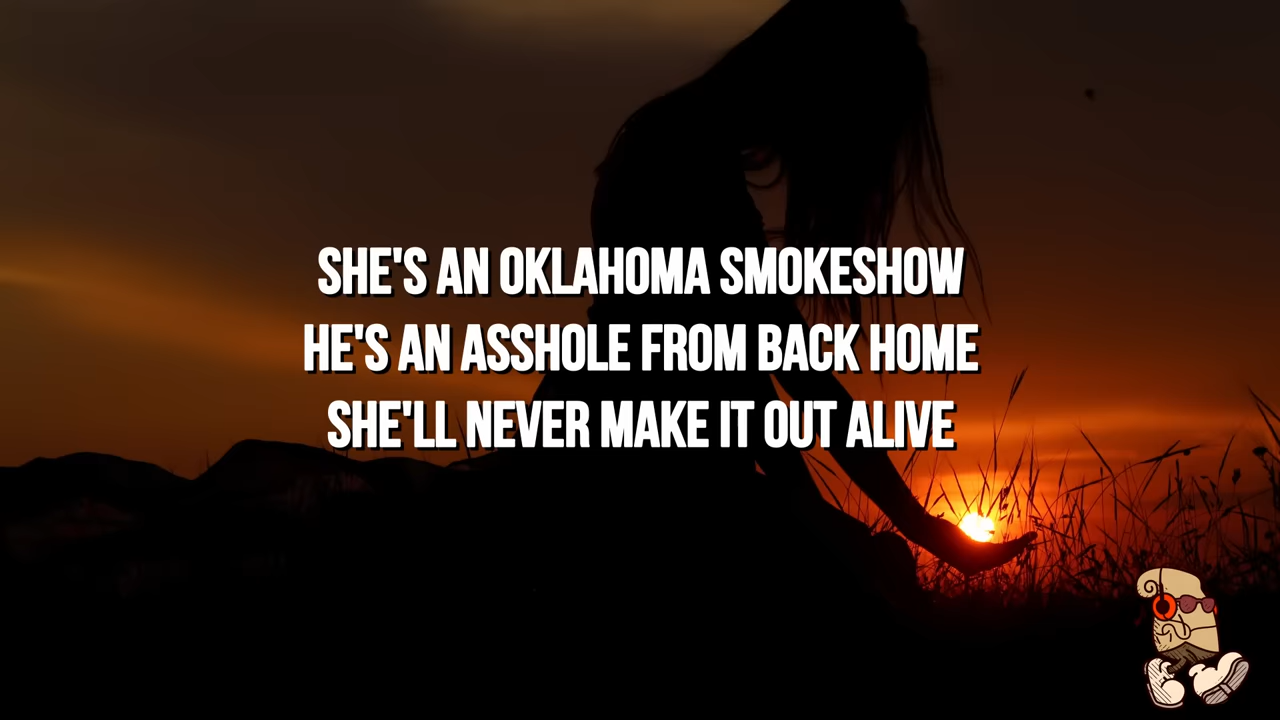 SHE'S AN OKLAHOMA SMOKESHOW
HE'S AN ASSHOLE FROM BACK HOME
SHE'LL NEVER MAKE IT OUT ALIVE